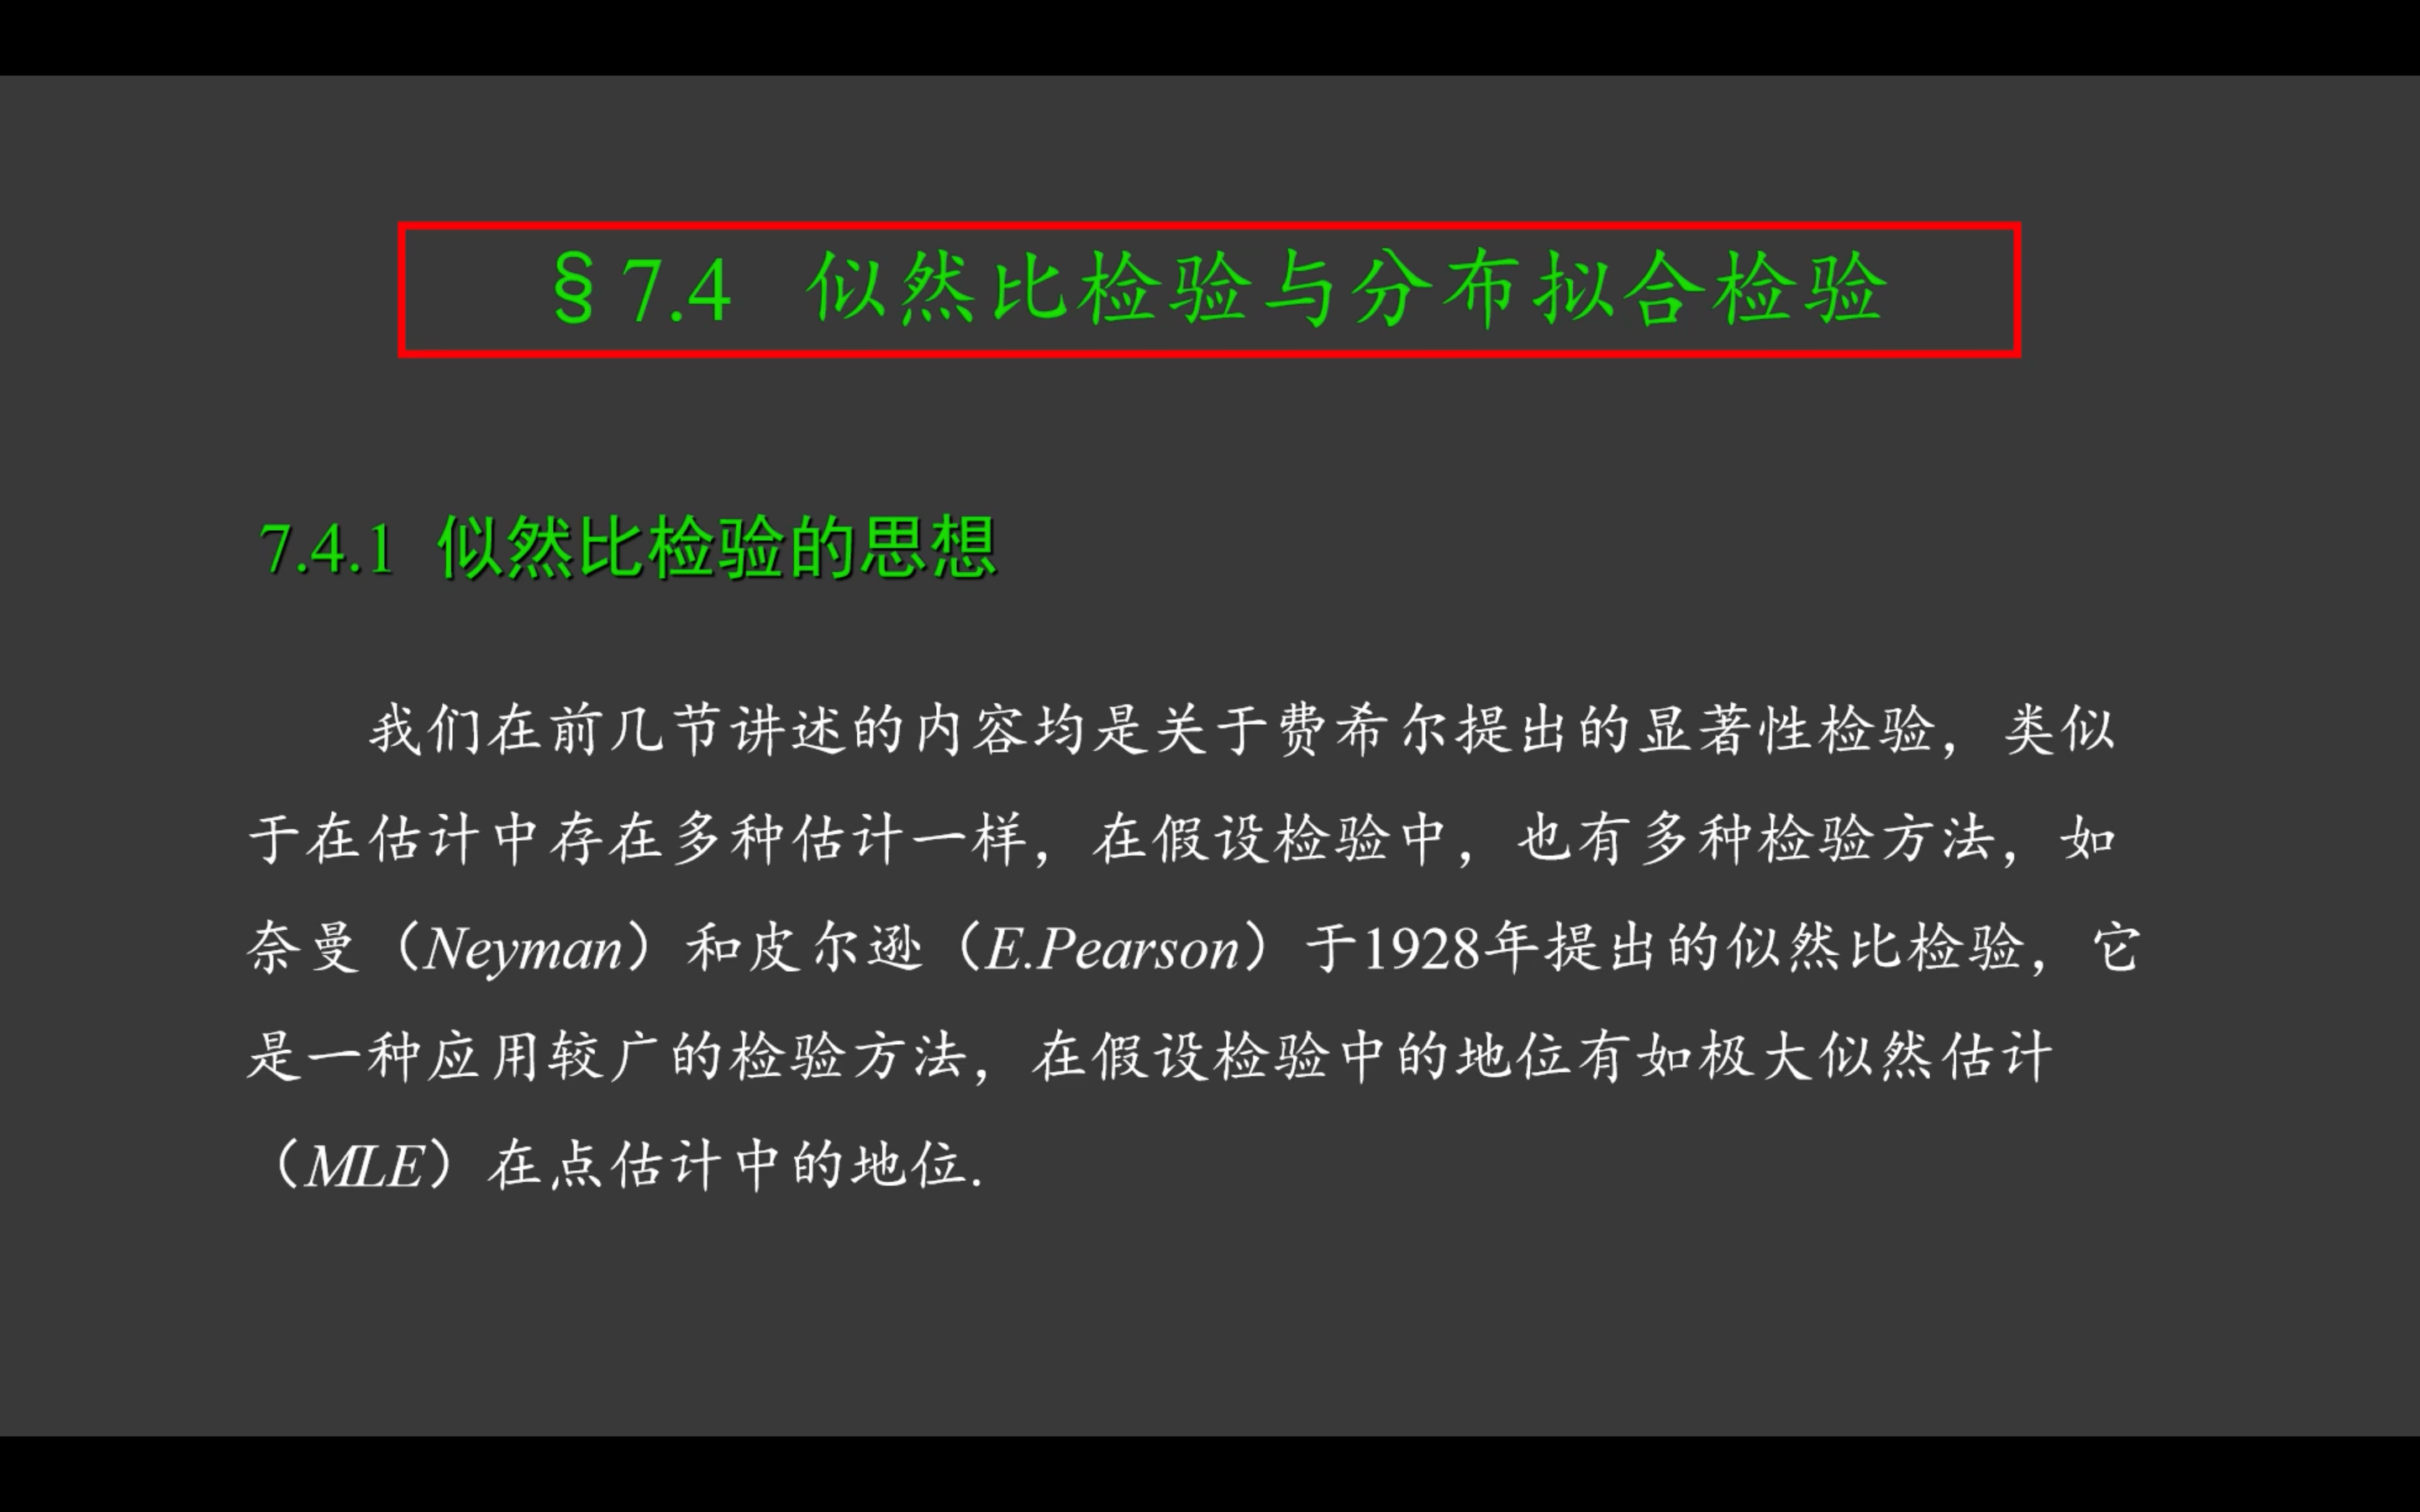 §7.4 似然比检验与分布拟合检验
7.4.1 似然比检验的思想
我们在前几节讲述的内容均是关于费希尔提出的显著性检验，类似
于在估计中存在多种估计一样，在假设检验中，也有多种检验方法，如
奈曼（Neyman）和皮尔逊（E.Pearson）于1928年提出的似然比检验，它
是一种应用较广的检验方法，在假设检验中的地位有如极大似然估计
（MLE）在点估计中的地位.